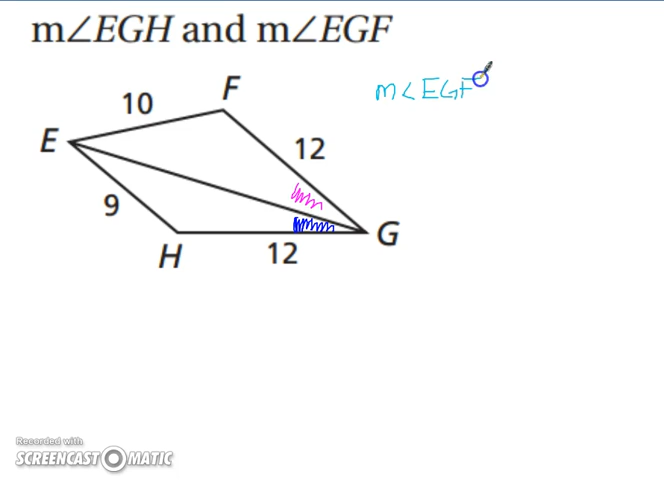 m∠EGH and m∠EGF
m∠EGF
F
10
E
12
9
G
H
12
Recorded with
SCREENCAST-O-MATIC